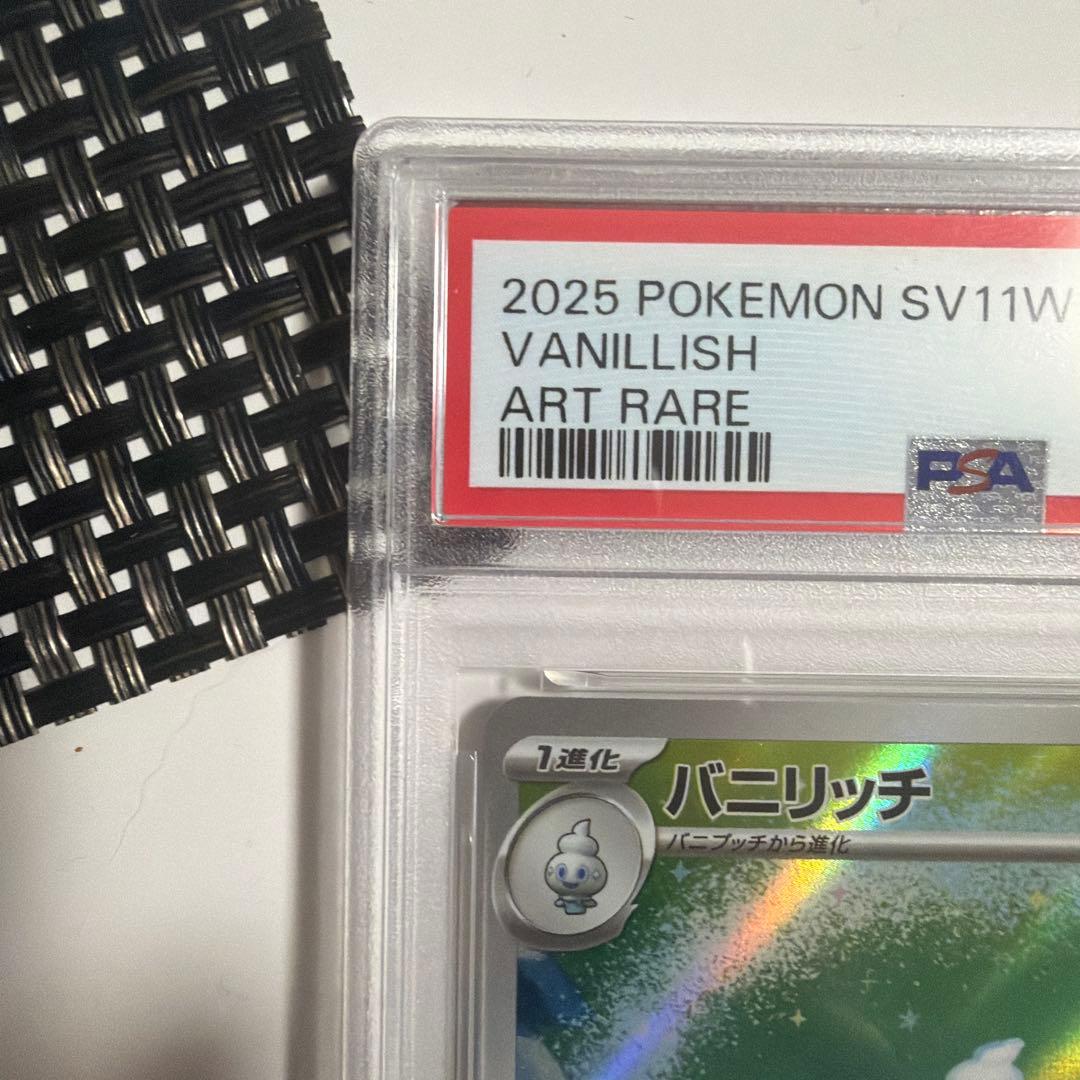 2025 POKEMON SV11W
VANILLISH
ART RARE
PSA
1進化
バニリッチ
バニプッチから進化